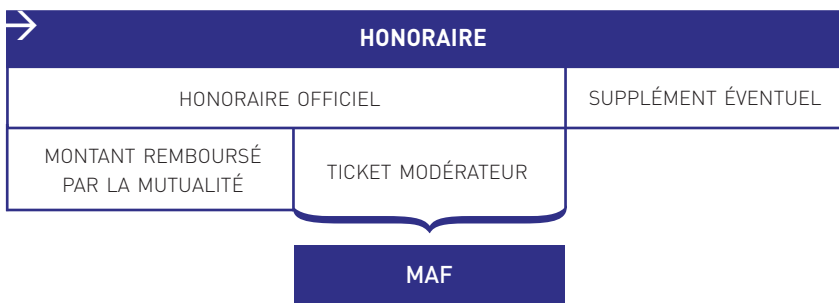 HONORAIRE
HONORAIRE OFFICIEL
SUPPLÉMENT ÉVENTUEL
MONTANT REMBOURSÉ
PAR LA MUTUALITÉ
TICKET MODÉRATEUR
MAF